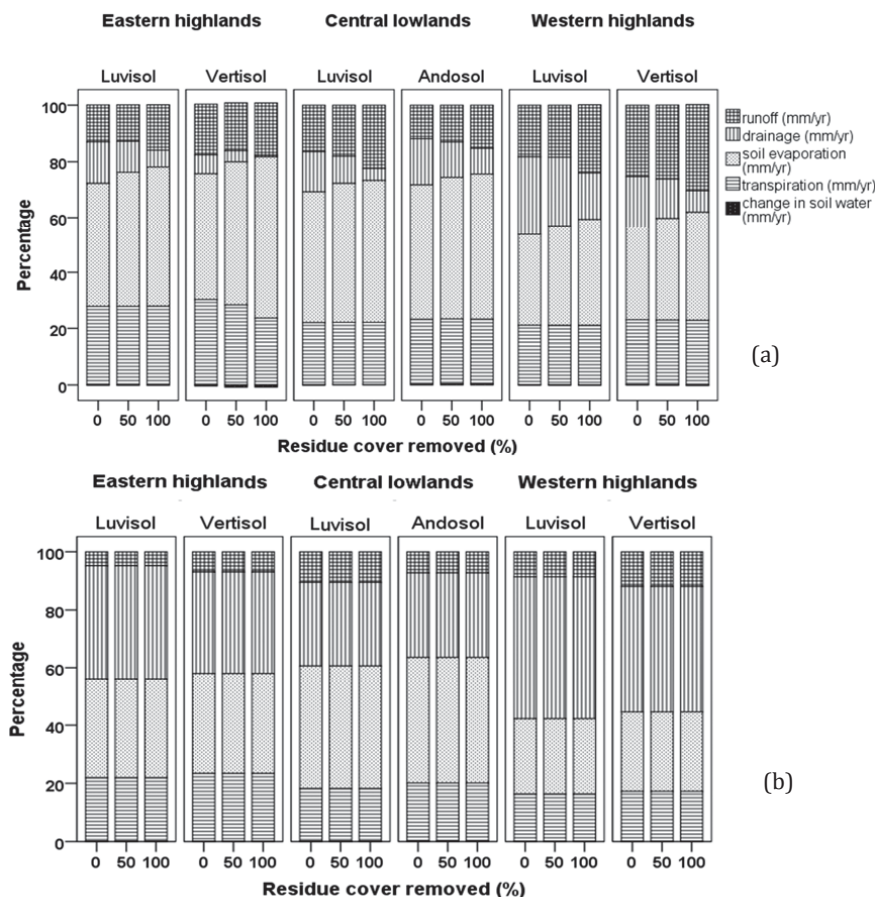 Eastern highlands Central lowlands Western highlands
Luvisol Vertisol Luvisol Andosol Luvisol Vertisol
100
80
60
40
20
0
Percentage
runoff (mm/yr)
drainage (mm/yr)
soil evaporation
(mm/yr)
transpiration (mm/yr)
change in soil water
(mm/yr)
(a)
0 50 100 0 50 100 0 50 100 0 50 100 0 50 100 0 50 100
Residue cover removed (%)
Eastern highlands Central lowlands Western highlands
Luvisol Vertisol Luvisol Andosol Luvisol Vertisol
100
80
60
40
20
0
Percentage
(b)
0 50 100 0 50 100 0 50 100 0 50 100 0 50 100 0 50 100
Residue cover removed (%)